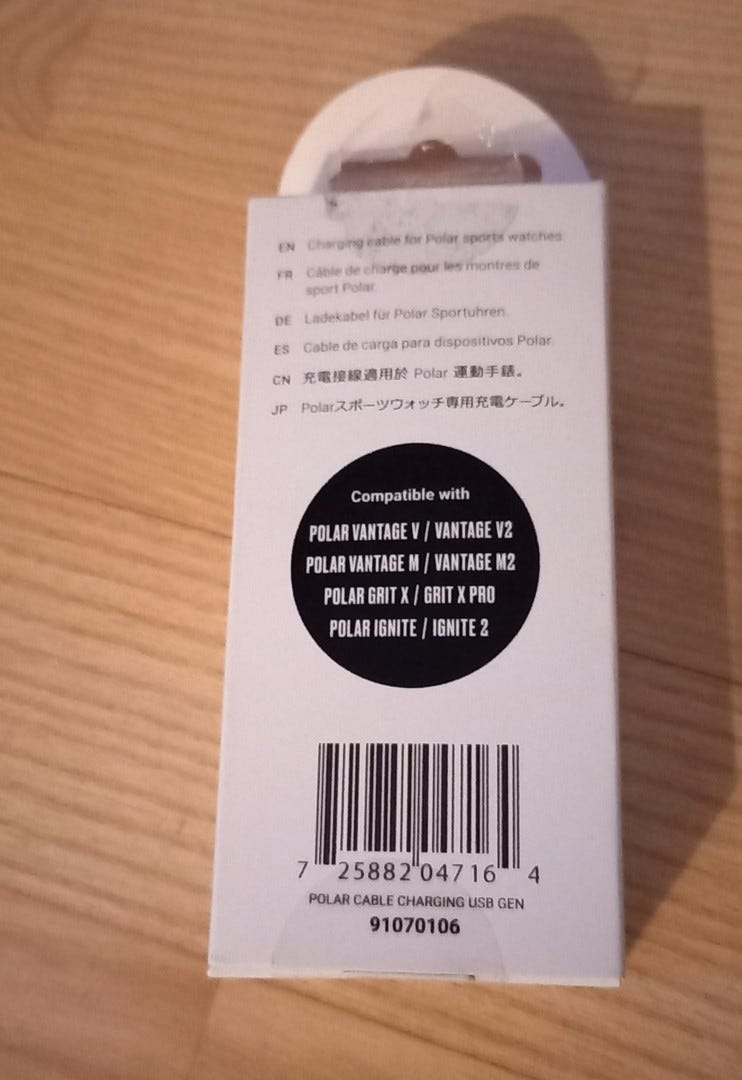 EN Charging cable for Polar sports watches.
FR Câble de charge pour les montres de
sport Polar.
DE Ladekabel für Polar Sportuhren.
ES Cable de carga para dispositivos Polar.
CN 充電接線適用於 Polar 運動手錶。
JP Polarスポーツウォッチ専用充電ケーブル。
Compatible with
POLAR VANTAGE V / VANTAGE V2
POLAR VANTAGE M / VANTAGE M2
POLAR GRIT X / GRIT X PRO
POLAR IGNITE / IGNITE 2
7 25882 04716 4
POLAR CABLE CHARGING USB GEN
91070106